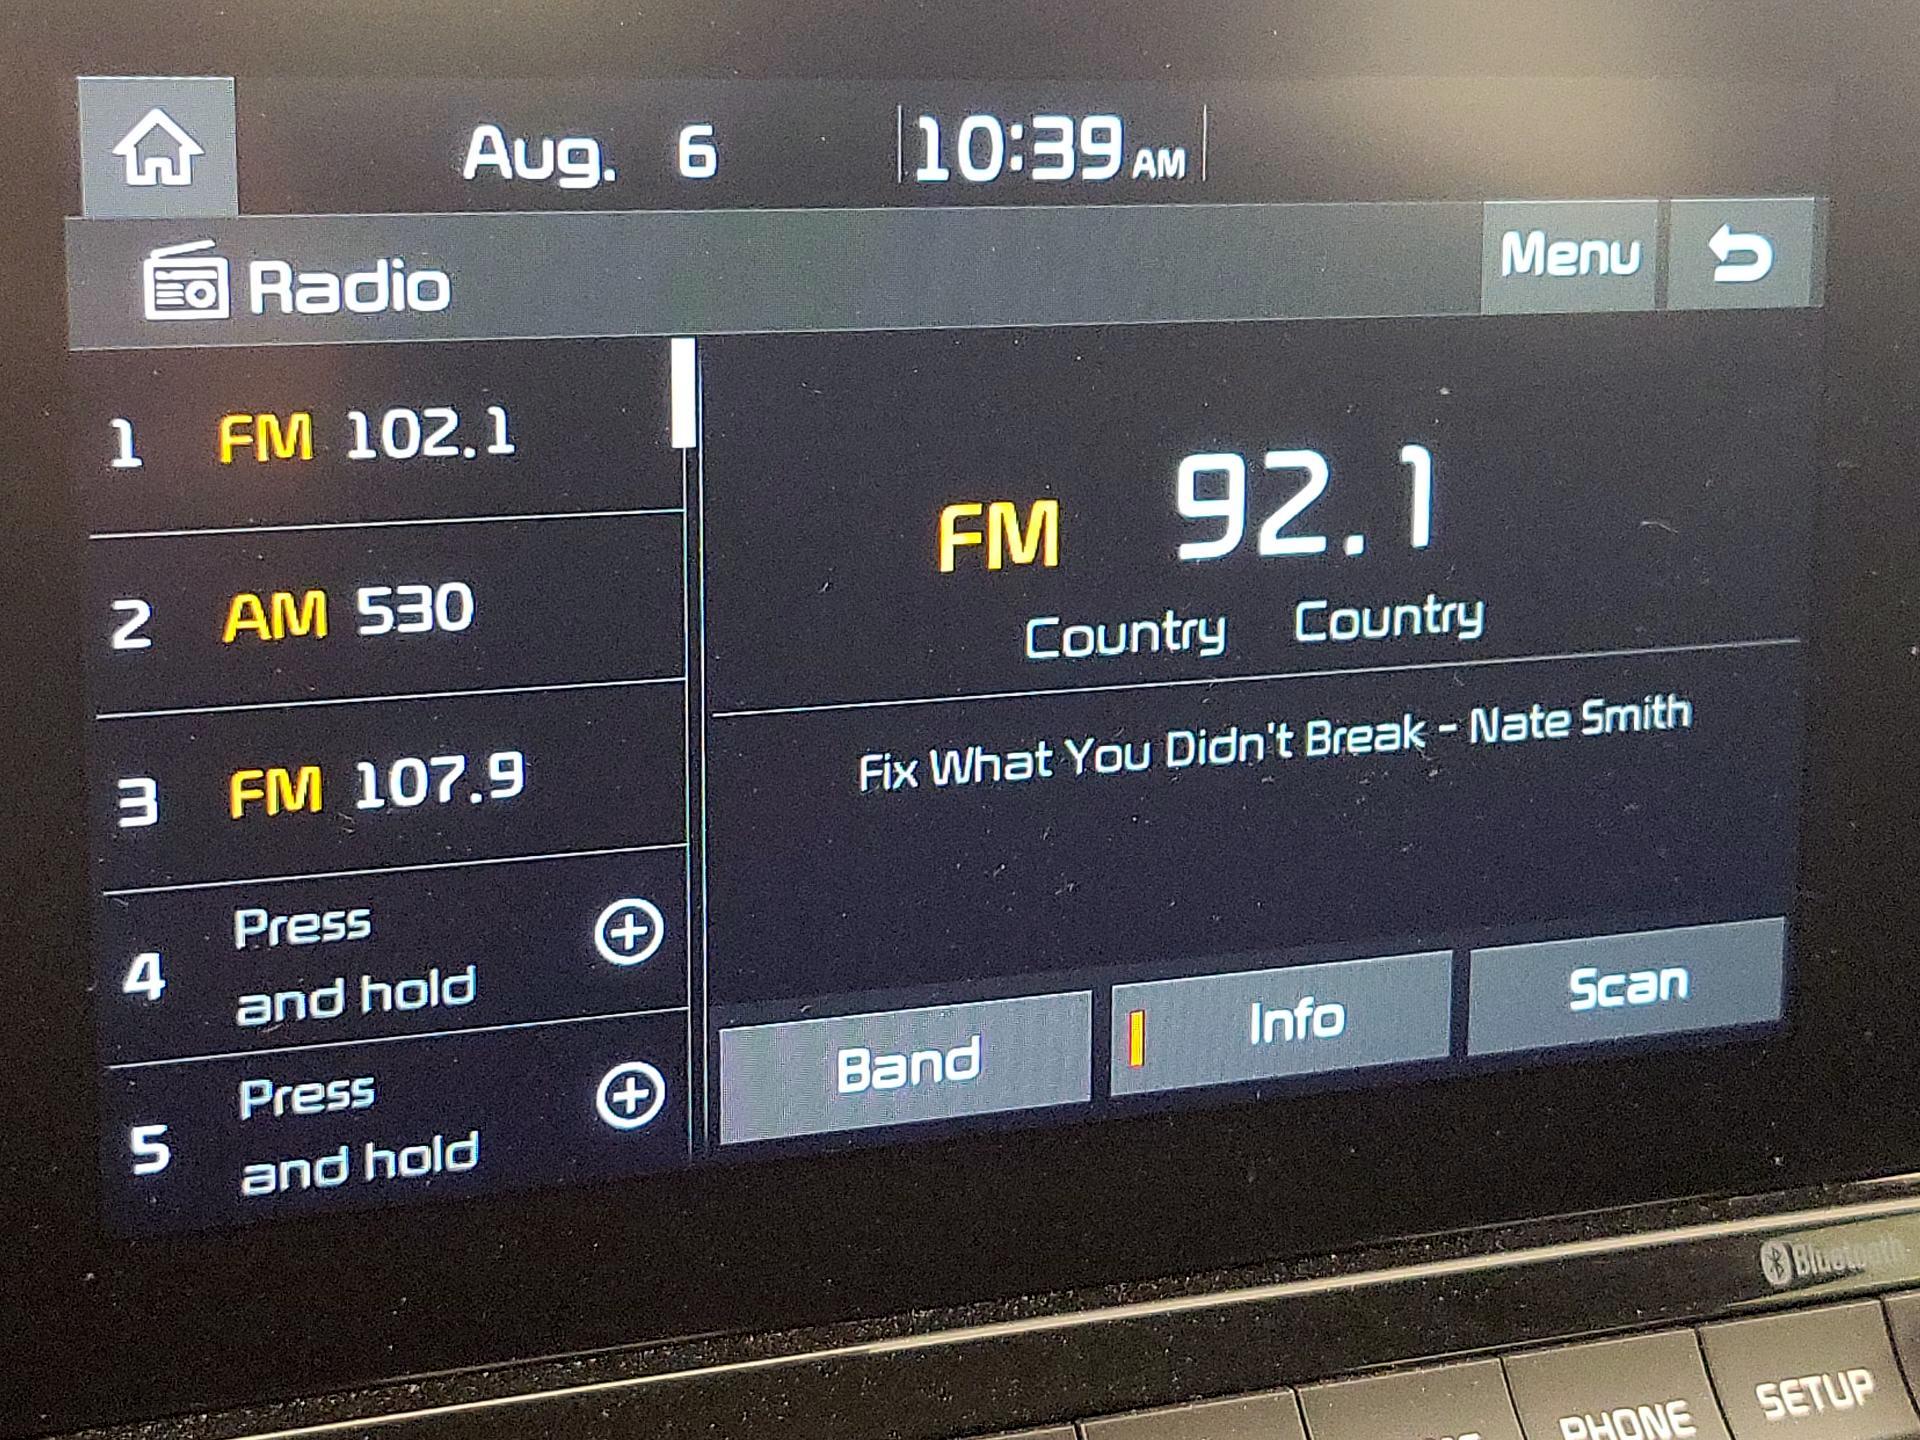 Aug. 6 10:39 AM
Radio Menu
1 FM 102.1
2 AM 530
3 FM 107.9
4 Press
and hold
5 Press
and hold
FM 92.1
Country Country
Fix What You Didn't Break - Nate Smith
Band Info Scan
Bluetooth
PHONE SETUP